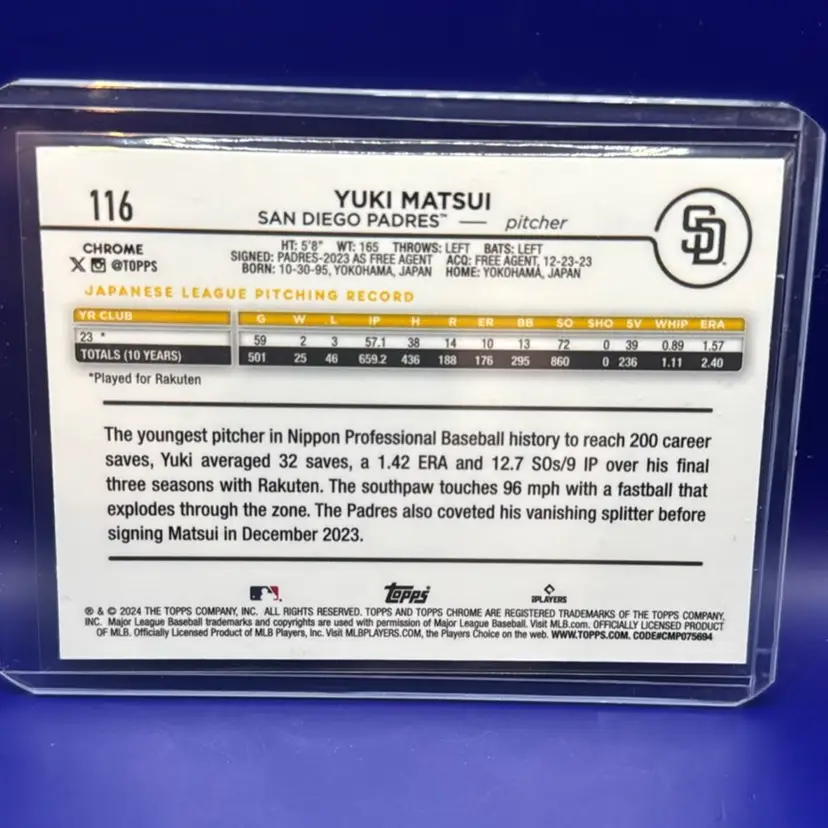 116
YUKI MATSUI
SAN DIEGO PADRES™ — pitcher
SD
CHROME
X @TOPPS
HT: 5'8" WT: 165 THROWS: LEFT BATS: LEFT
SIGNED: PADRES-2023 AS FREE AGENT ACQ: FREE AGENT, 12-23-23
BORN: 10-30-95, YOKOHAMA, JAPAN HOME: YOKOHAMA, JAPAN
JAPANESE LEAGUE PITCHING RECORD
YR CLUB G W L IP H R ER BB SO SHO SV WHIP ERA
23 * 59 2 3 57.1 38 14 10 13 72 0 39 0.89 1.57
TOTALS (10 YEARS) 501 25 46 659.2 436 188 176 295 860 0 236 1.11 2.40
*Played for Rakuten
The youngest pitcher in Nippon Professional Baseball history to reach 200 career
saves, Yuki averaged 32 saves, a 1.42 ERA and 12.7 SOs/9 IP over his final
three seasons with Rakuten. The southpaw touches 96 mph with a fastball that
explodes through the zone. The Padres also coveted his vanishing splitter before
signing Matsui in December 2023.
topps
PLAYERS
® & © 2024 THE TOPPS COMPANY, INC. ALL RIGHTS RESERVED. TOPPS AND TOPPS CHROME ARE REGISTERED TRADEMARKS OF THE TOPPS COMPANY,
INC. Major League Baseball trademarks and copyrights are used with permission of Major League Baseball. Visit MLB.com. OFFICIALLY LICENSED PRODUCT
OF MLB. Officially Licensed Product of MLB Players, Inc. Visit MLBPLAYERS.COM, the Players Choice on the web. WWW.TOPPS.COM. CODE#CMP075694